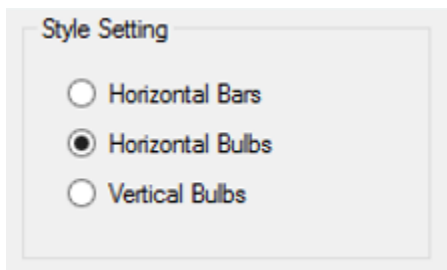 Style Setting
Horizontal Bars
Horizontal Bulbs
Vertical Bulbs